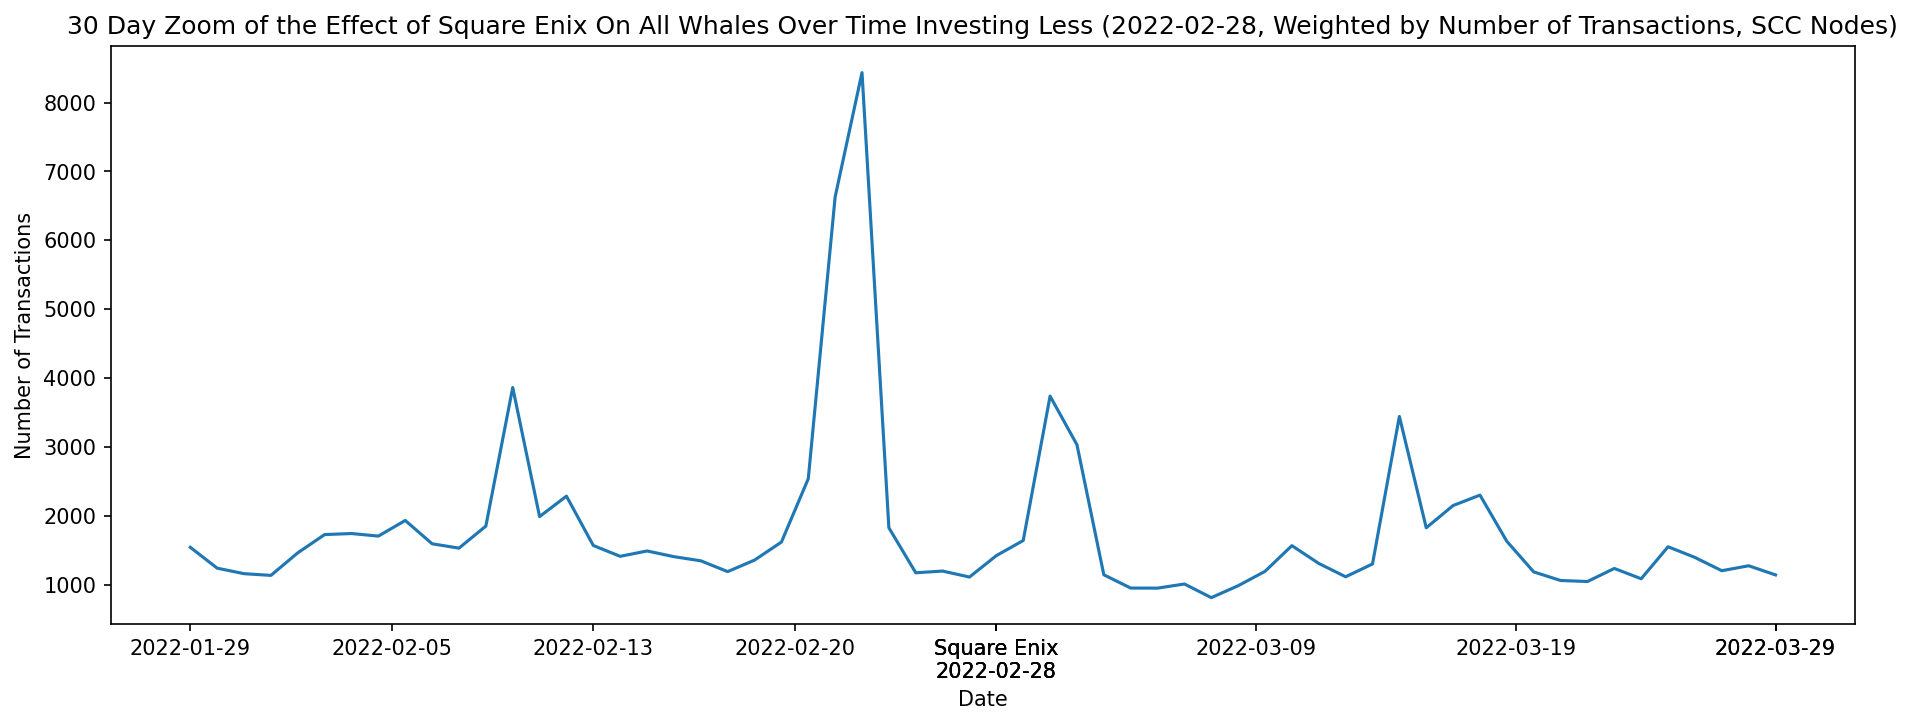 30 Day Zoom of the Effect of Square Enix On All Whales Over Time Investing Less (2022-02-28, Weighted by Number of Transactions, SCC Nodes)
Number of Transactions
8000
7000
6000
5000
4000
3000
2000
1000
2022-01-29 2022-02-05 2022-02-13 2022-02-20 Square Enix 2022-03-09 2022-03-19 2022-03-29
2022-02-28
Date